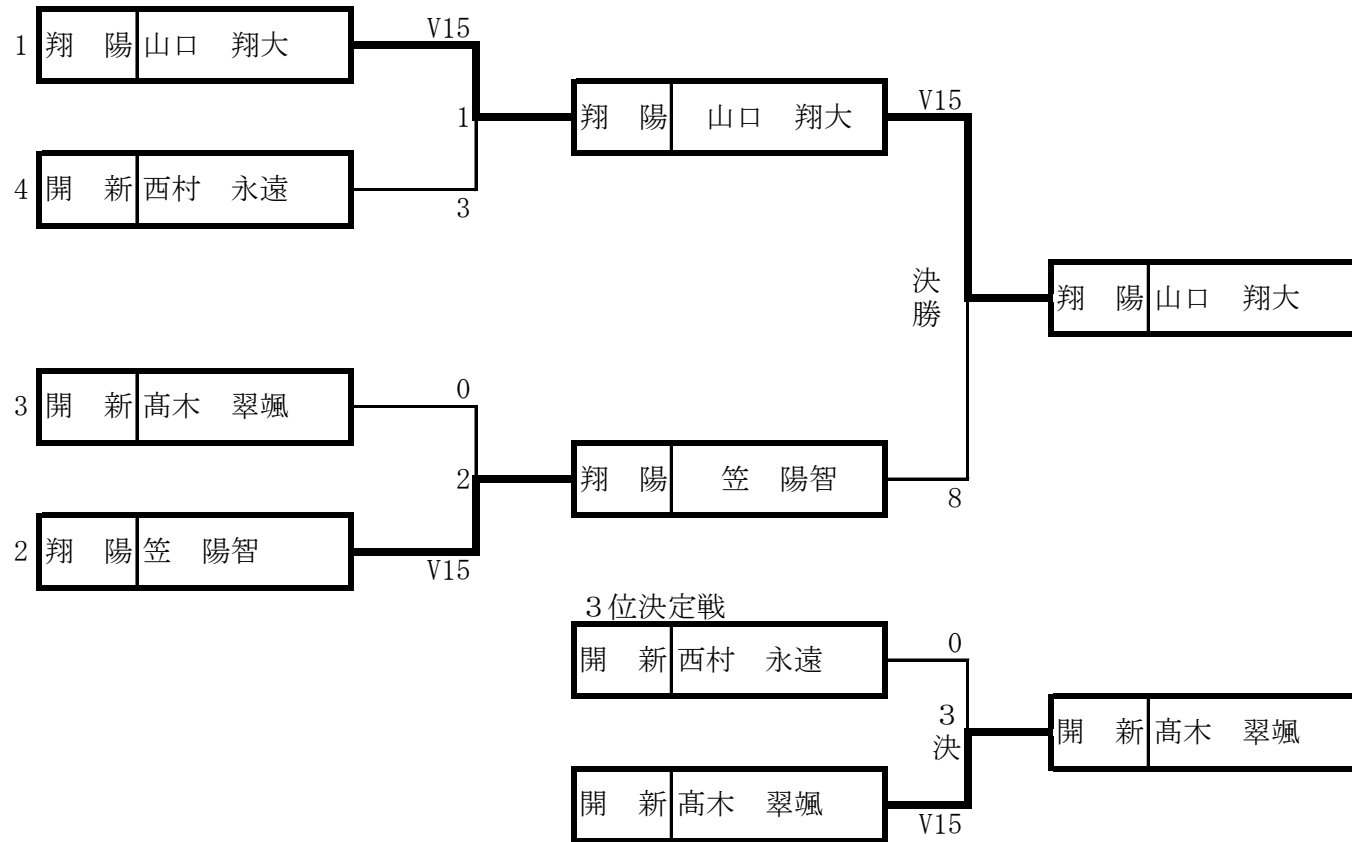 V15
1 翔　陽 山口　翔大
1 翔　陽 山口　翔大 V15
4 開　新 西村　永遠
3
決勝
翔　陽 山口　翔大
3 開　新 髙木　翠颯 0
2 翔　陽 笠　陽智
8
2 翔　陽 笠　陽智
V15
３位決定戦
開　新 西村　永遠 0
３決
開　新 髙木　翠颯
開　新 髙木　翠颯
V15